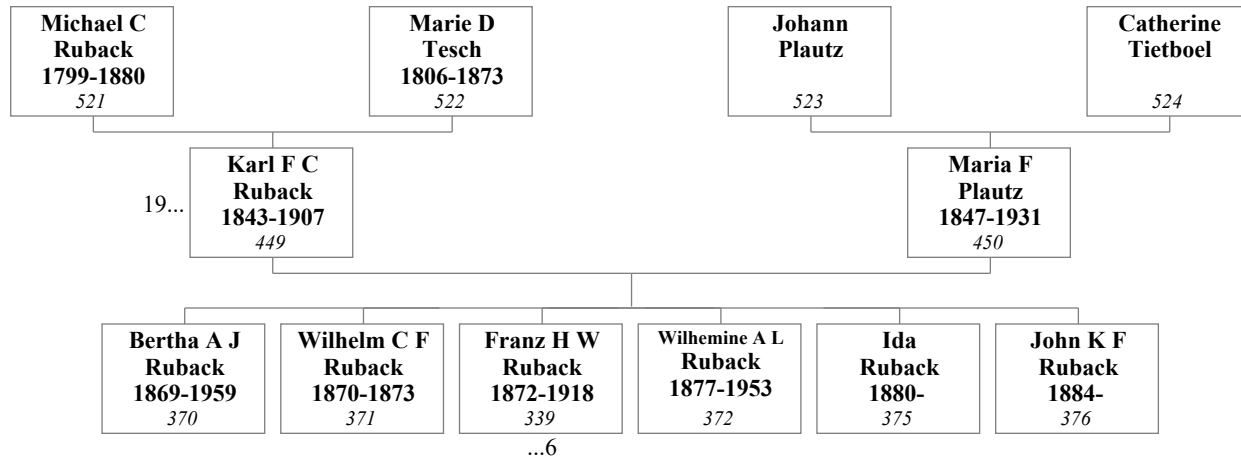 Michael C
Ruback
1799-1880
521
Marie D
Tesch
1806-1873
522
Johann
Plautz
523
Catherine
Tietboel
524
19...
Karl F C
Ruback
1843-1907
449
Maria F
Plautz
1847-1931
450
Bertha A J
Ruback
1869-1959
370
Wilhelm C F
Ruback
1870-1873
371
Franz H W
Ruback
1872-1918
339
Wilhemine A L
Ruback
1877-1953
372
Ida
Ruback
1880-
375
John K F
Ruback
1884-
376
...6